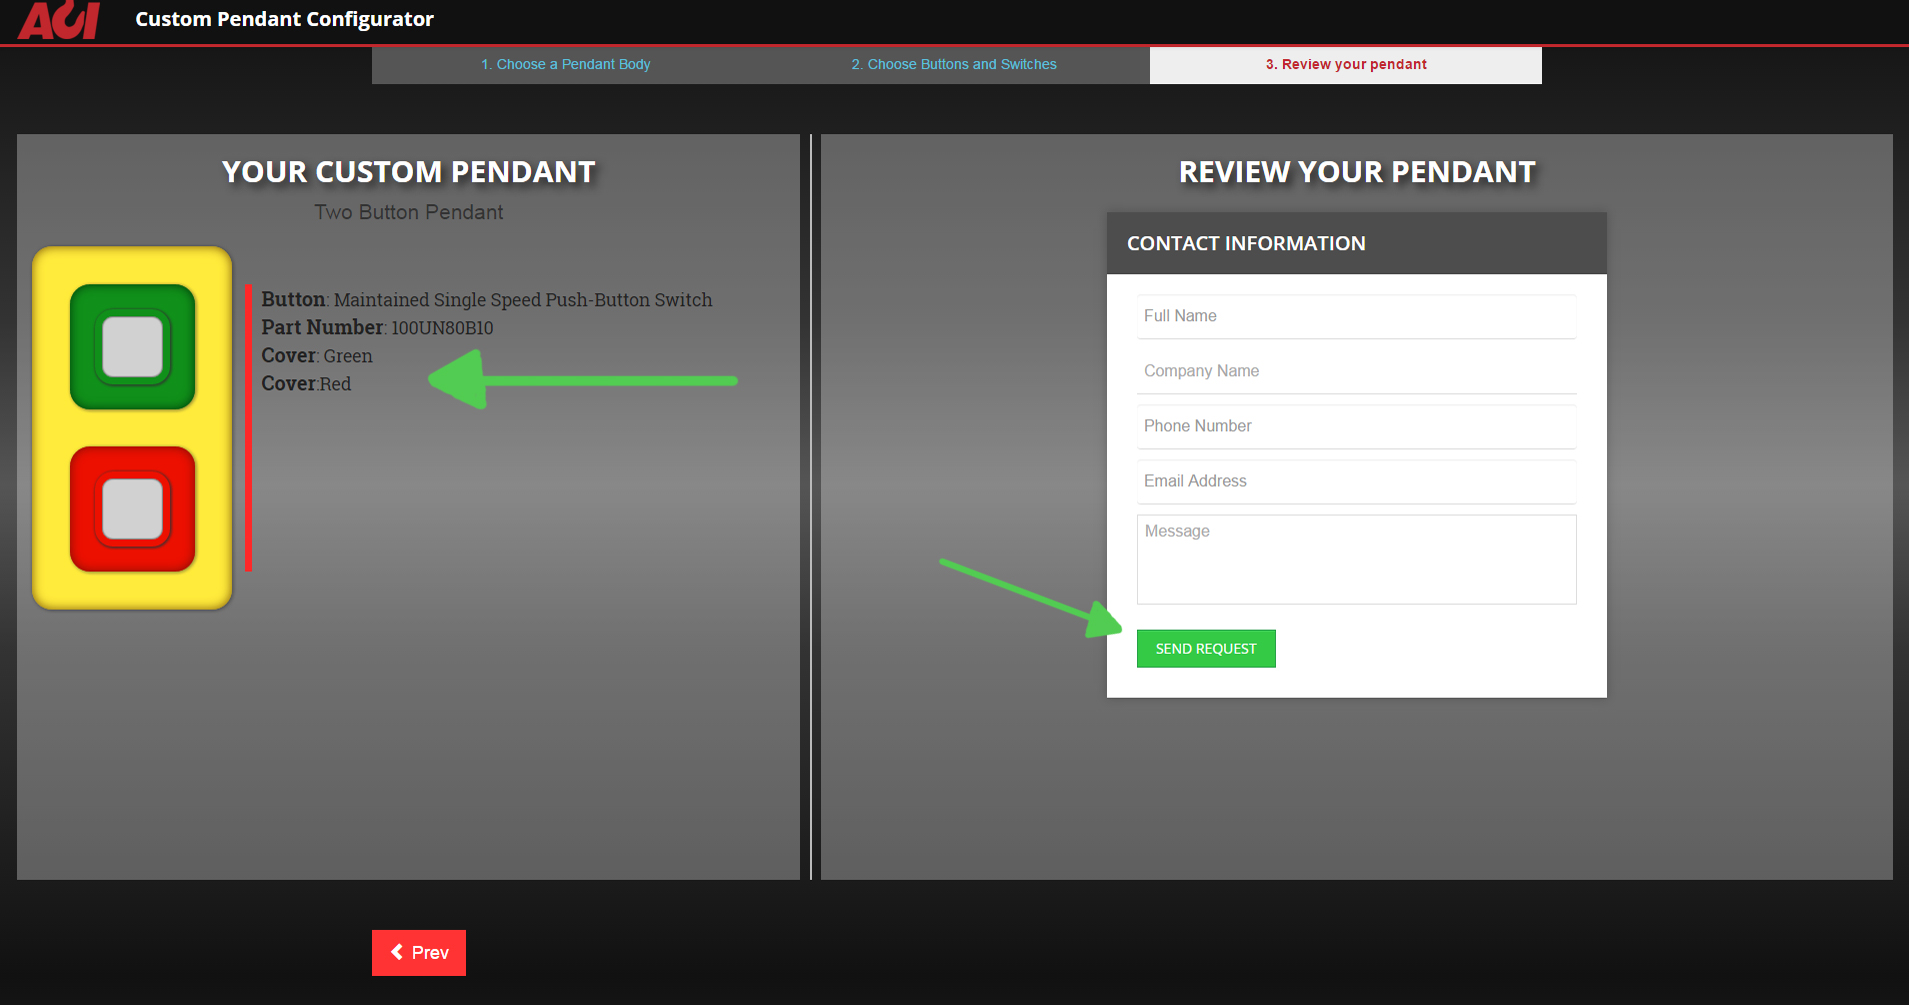 ACI
Custom Pendant Configurator
1. Choose a Pendant Body
2. Choose Buttons and Switches
3. Review your pendant
YOUR CUSTOM PENDANT
Two Button Pendant
Button: Maintained Single Speed Push-Button Switch
Part Number: 100UN80B10
Cover: Green
Cover:Red
REVIEW YOUR PENDANT
CONTACT INFORMATION
Full Name
Company Name
Phone Number
Email Address
Message
SEND REQUEST
Prev